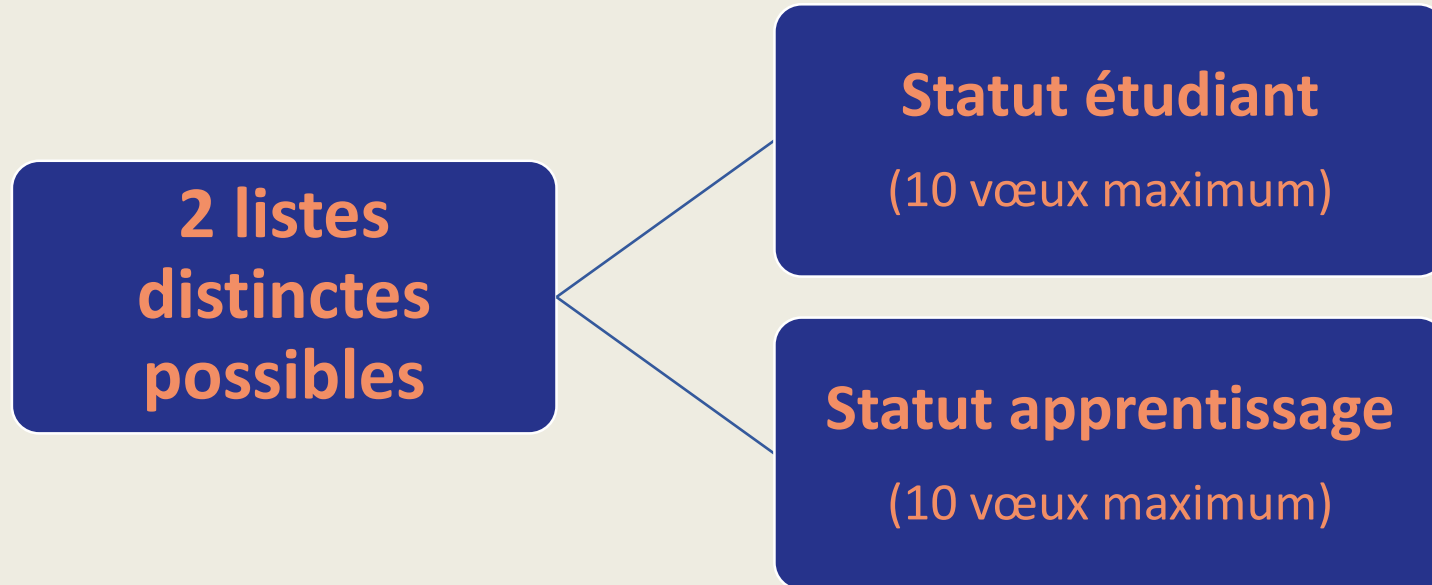 2 listes
distinctes
possibles
Statut étudiant
(10 vœux maximum)
Statut apprentissage
(10 vœux maximum)